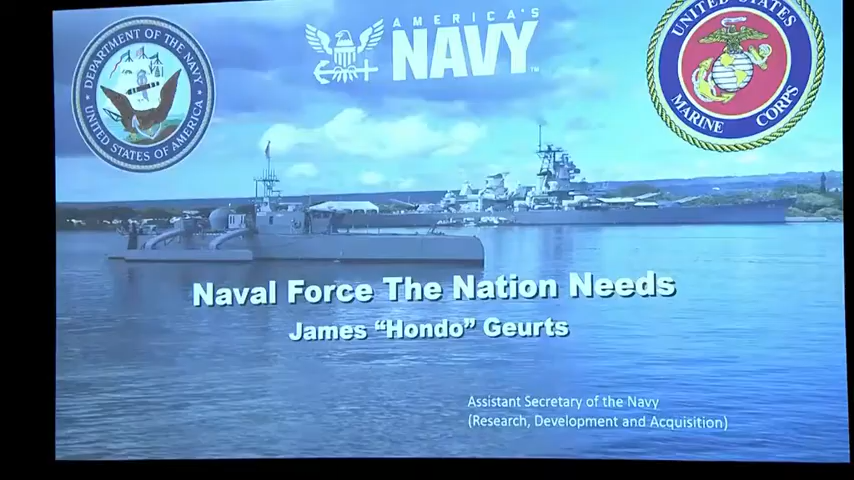 DEPARTMENT OF THE NAVY
UNITED STATES OF AMERICA
AMERICA'S
NAVY
TM
UNITED STATES
MARINE CORPS
Naval Force The Nation Needs
James “Hondo” Geurts
Assistant Secretary of the Navy
(Research, Development and Acquisition)